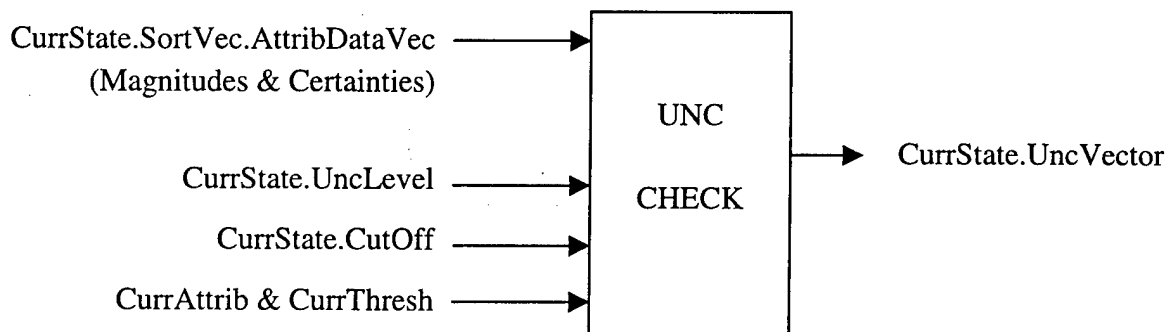 CurrState.SortVec.AttribDataVec
(Magnitudes & Certainties)
CurrState.UncLevel
CurrState.CutOff
CurrAttrib & CurrThresh
UNC
CHECK
CurrState.UncVector